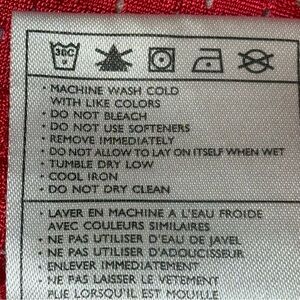 30C
• MACHINE WASH COLD
WITH LIKE COLORS
• DO NOT BLEACH
• DO NOT USE SOFTENERS
• REMOVE IMMEDIATELY
• DO NOT ALLOW TO LAY ON ITSELF WHEN WET
• TUMBLE DRY LOW
• COOL IRON
• DO NOT DRY CLEAN
• LAVER EN MACHINE A L'EAU FROIDE
AVEC COULEURS SIMILAIRES
• NE PAS UTILISER D'EAU DE JAVEL
• NE PAS UTILISER D'ADOUCISSEUR
• ENLEVER IMMEDIATEMENT
• NE PAS LAISSER LE VETEMENT
PLIE LORSQU'IL EST MOUILLE